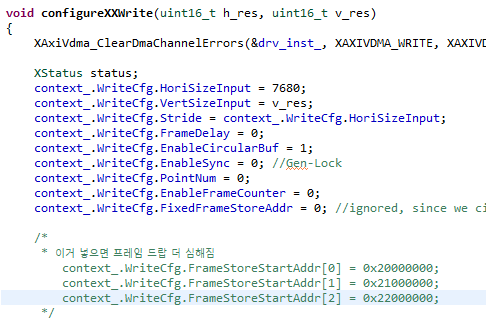 void configureXXWrite(uint16_t h_res, uint16_t v_res)
{
XAxiVdma_ClearDmaChannelErrors(&drv_inst_, XAXIVDMA_WRITE, XAXIVD
XStatus status;
context_.WriteCfg.HoriSizeInput = 7680;
context_.WriteCfg.VertSizeInput = v_res;
context_.WriteCfg.Stride = context_.WriteCfg.HoriSizeInput;
context_.WriteCfg.FrameDelay = 0;
context_.WriteCfg.EnableCircularBuf = 1;
context_.WriteCfg.EnableSync = 0; //Gen-Lock
context_.WriteCfg.PointNum = 0;
context_.WriteCfg.EnableFrameCounter = 0;
context_.WriteCfg.FixedFrameStoreAddr = 0; //ignored, since we ci
/*
* 이거 넣으면 프레임 드랍 더 심해짐
context_.WriteCfg.FrameStoreStartAddr[0] = 0x20000000;
context_.WriteCfg.FrameStoreStartAddr[1] = 0x21000000;
context_.WriteCfg.FrameStoreStartAddr[2] = 0x22000000;
*/